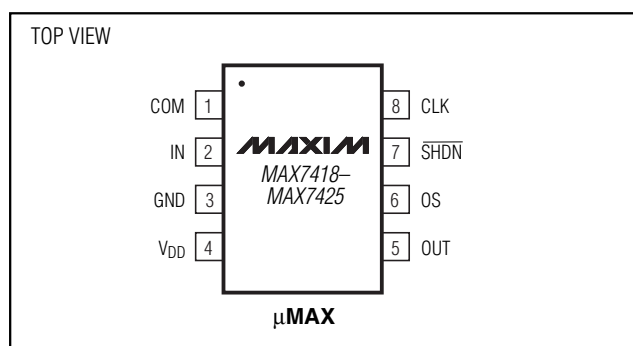 TOP VIEW
COM 1 8 CLK
IN 2 MAXIM 7 S̅H̅D̅N̅
MAX7418–
MAX7425
GND 3 6 OS
VDD 4 5 OUT
μMAX